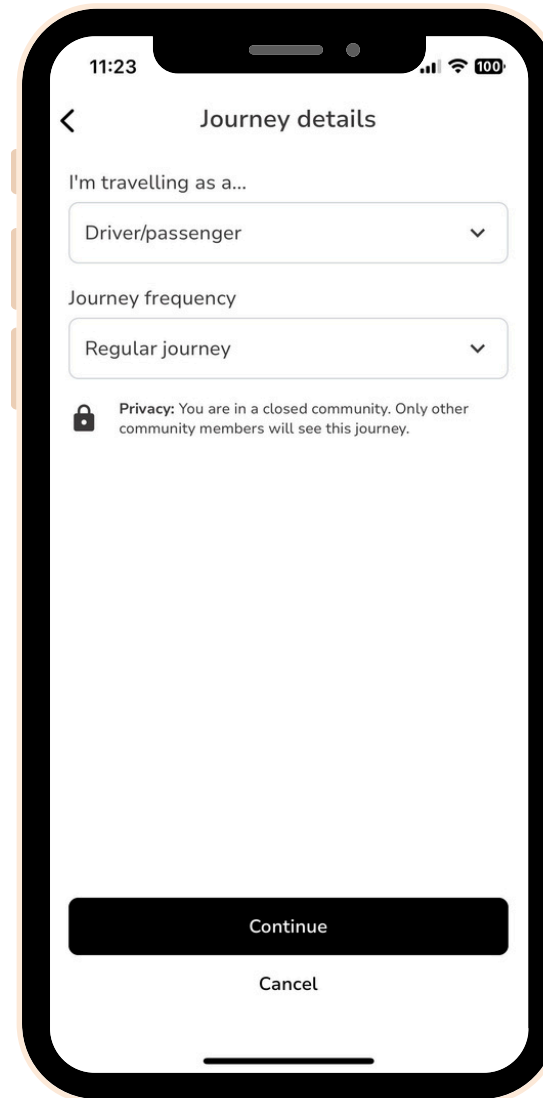 11:23
100
Journey details
I'm travelling as a...
Driver/passenger
Journey frequency
Regular journey
Privacy: You are in a closed community. Only other
community members will see this journey.
Continue
Cancel